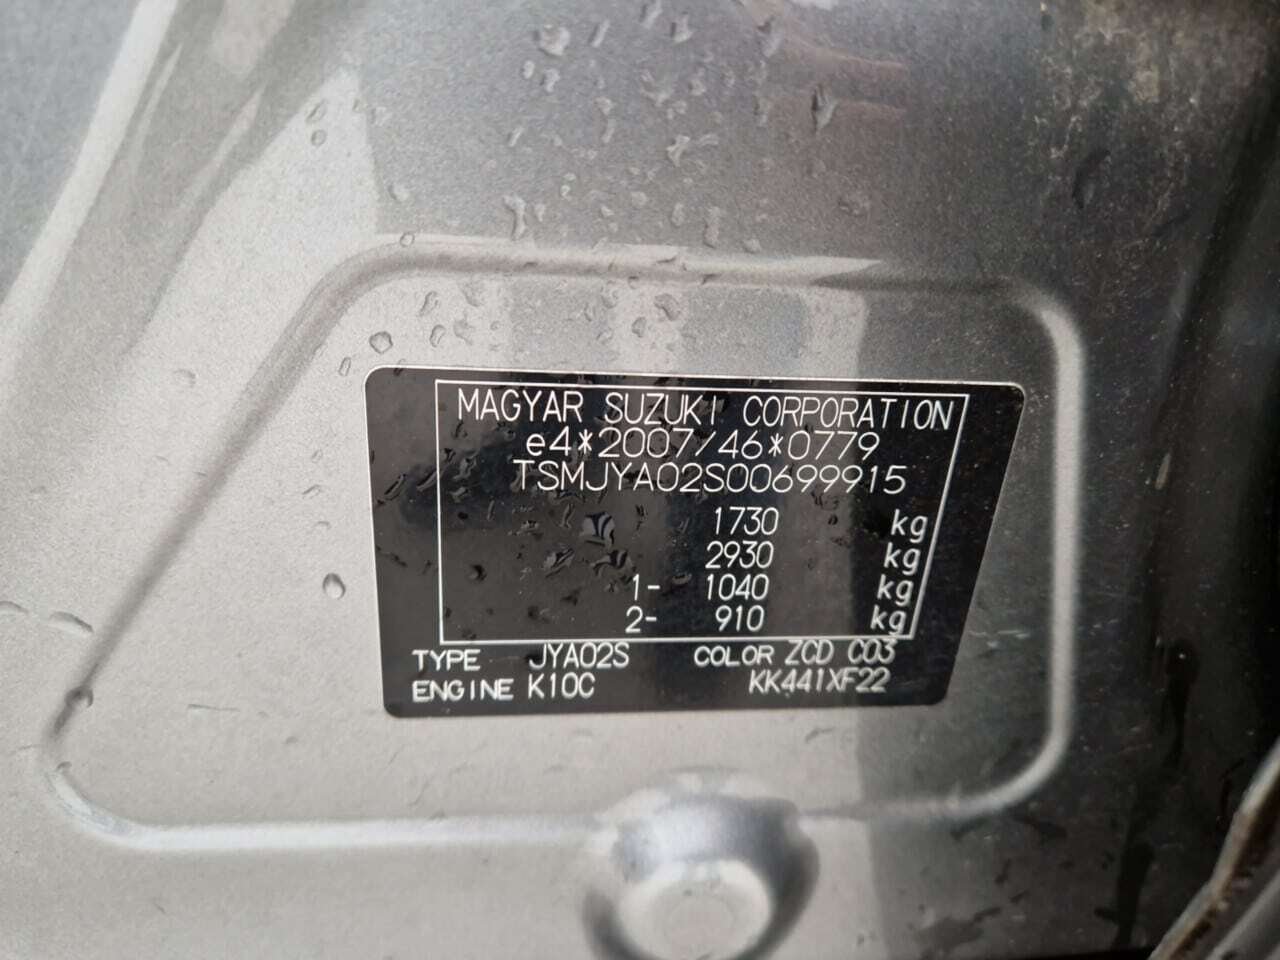 MAGYAR SUZUKI CORPORATION
e4*2007/46*0779
TSMJYA02S00699915
1730 kg
2930 kg
1- 1040 kg
2- 910 kg
TYPE JYA02S COLOR ZCD C03
ENGINE K10C KK441XF22